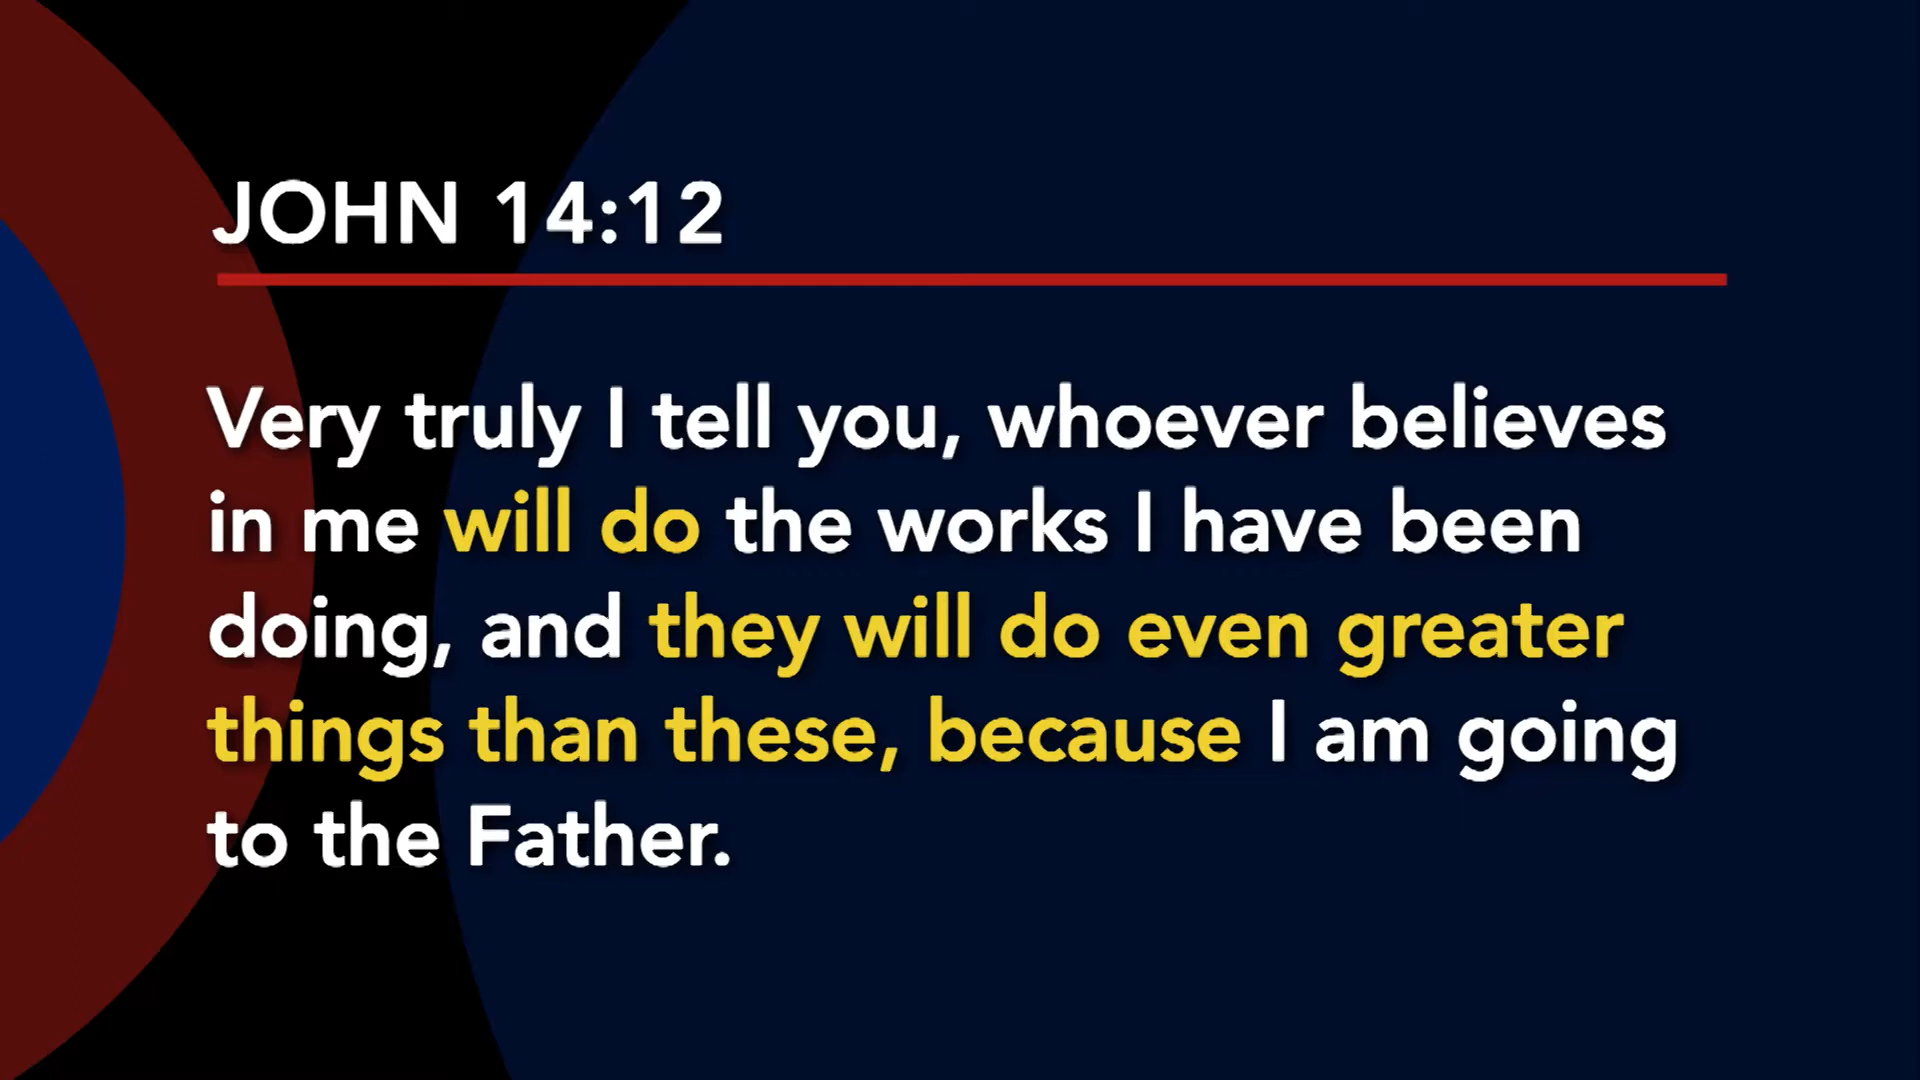 JOHN 14:12
Very truly I tell you, whoever believes
in me will do the works I have been
doing, and they will do even greater
things than these, because I am going
to the Father.